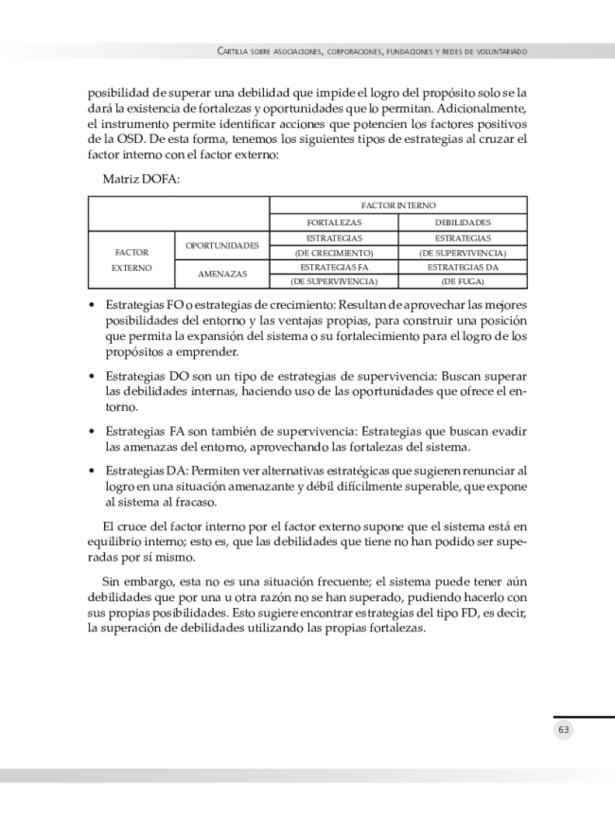 CARTILLA SOBRE ASOCIACIONES, CORPORACIONES, FUNDACIONES Y REDES DE VOLUNTARIADO
posibilidad de superar una debilidad que impide el logro del propósito solo se la
dará la existencia de fortalezas y oportunidades que lo permitan. Adicionalmente,
el instrumento permite identificar acciones que potencien los factores positivos
de la OSD. De esta forma, tenemos los siguientes tipos de estrategias al cruzar el
factor interno con el factor externo:
Matriz DOFA:
FACTOR INTERNO
FORTALEZAS DEBILIDADES
FACTOR EXTERNO
OPORTUNIDADES
ESTRATEGIAS ESTRATEGIAS
(DE CRECIMIENTO) (DE SUPERVIVENCIA)
AMENAZAS
ESTRATEGIAS FA ESTRATEGIAS DA
(DE SUPERVIVENCIA) (DE FUGA)
• Estrategias FO o estrategias de crecimiento: Resultan de aprovechar las mejores
posibilidades del entorno y las ventajas propias, para construir una posición
que permita la expansión del sistema o su fortalecimiento para el logro de los
propósitos a emprender.
• Estrategias DO son un tipo de estrategias de supervivencia: Buscan superar
las debilidades internas, haciendo uso de las oportunidades que ofrece el en-
torno.
• Estrategias FA son también de supervivencia: Estrategias que buscan evadir
las amenazas del entorno, aprovechando las fortalezas del sistema.
• Estrategias DA: Permiten ver alternativas estratégicas que sugieren renunciar al
logro en una situación amenazante y débil difícilmente superable, que expone
al sistema al fracaso.
El cruce del factor interno por el factor externo supone que el sistema está en
equilibrio interno; esto es, que las debilidades que tiene no han podido ser supe-
radas por sí mismo.
Sin embargo, esta no es una situación frecuente; el sistema puede tener aún
debilidades que por una u otra razón no se han superado, pudiendo hacerlo con
sus propias posibilidades. Esto sugiere encontrar estrategias del tipo FD, es decir,
la superación de debilidades utilizando las propias fortalezas.
63